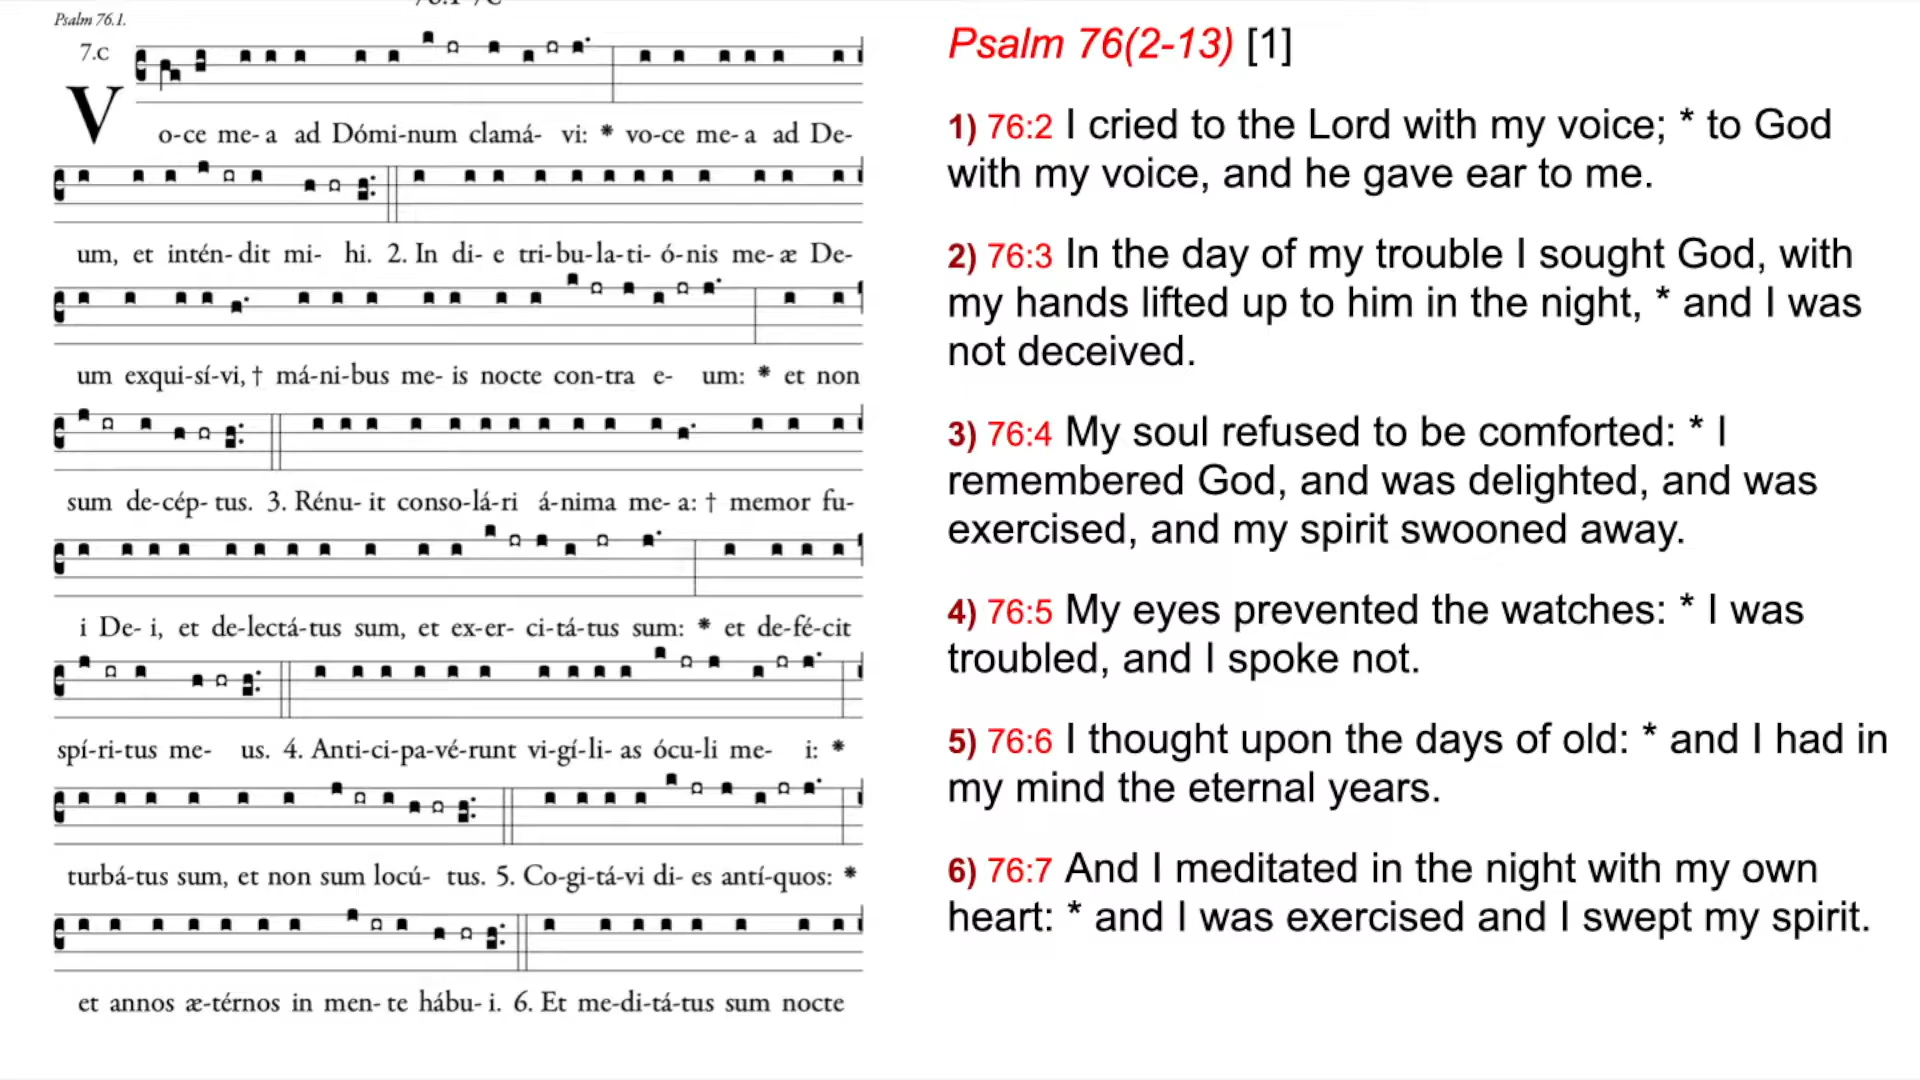 Psalm 76.1.
7.c
Vo-ce me- a ad Dómi-num clamá- vi: * vo-ce me- a ad De-
um, et intén- dit mi- hi. 2. In di- e tri-bu-la-ti- ó-nis me- æ De-
um exqui-sí-vi, † má-ni-bus me- is nocte con-tra e- um: * et non
sum de-cép- tus. 3. Rénu- it conso-lá-ri á-nima me- a: † memor fu-
i De- i, et de-lectá-tus sum, et ex-er- ci-tá-tus sum: * et de-fé-cit
spí-ri-tus me- us. 4. Anti-ci-pa-vé-runt vi-gí-li- as ócu-li me- i: *
turbá-tus sum, et non sum locú- tus. 5. Co-gi-tá-vi di- es antí-quos: *
et annos æ-térnos in men- te hábu- i. 6. Et me-di-tá-tus sum nocte
Psalm 76(2-13) [1]
1) 76:2 I cried to the Lord with my voice; * to God
with my voice, and he gave ear to me.
2) 76:3 In the day of my trouble I sought God, with
my hands lifted up to him in the night, * and I was
not deceived.
3) 76:4 My soul refused to be comforted: * I
remembered God, and was delighted, and was
exercised, and my spirit swooned away.
4) 76:5 My eyes prevented the watches: * I was
troubled, and I spoke not.
5) 76:6 I thought upon the days of old: * and I had in
my mind the eternal years.
6) 76:7 And I meditated in the night with my own
heart: * and I was exercised and I swept my spirit.